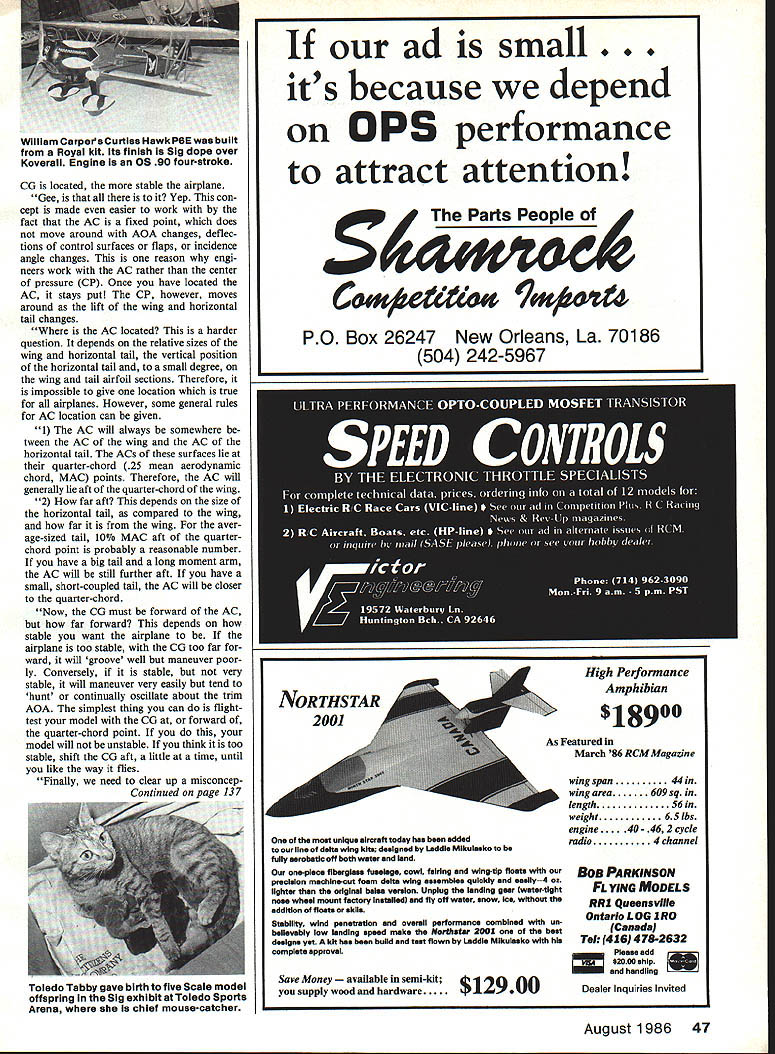 William Carper's Curtiss Hawk P6E was built
from a Royal kit. Its finish is Sig dope over
Koverall. Engine is an OS .90 four-stroke.
CG is located, the more stable the airplane.
"Gee, is that all there is to it? Yep. This con-
cept is made even easier to work with by the
fact that the AC is a fixed point, which does
not move around with AOA changes, deflec-
tions of control surfaces or flaps, or incidence
angle changes. This is one reason why engi-
neers work with the AC rather than the center
of pressure (CP). Once you have located the
AC, it stays put! The CP, however, moves
around as the lift of the wing and horizontal
tail changes.
"Where is the AC located? This is a harder
question. It depends on the relative sizes of the
wing and horizontal tail, the vertical position
of the horizontal tail and, to a small degree, on
the wing and tail airfoil sections. Therefore, it
is impossible to give one location which is true
for all airplanes. However, some general rules
for AC location can be given.
"1) The AC will always be somewhere be-
tween the AC of the wing and the AC of the
horizontal tail. The ACs of these surfaces lie at
their quarter-chord (.25 mean aerodynamic
chord, MAC) points. Therefore, the AC will
generally lie aft of the quarter-chord of the wing.
"2) How far aft? This depends on the size of
the horizontal tail, as compared to the wing,
and how far it is from the wing. For the aver-
age-sized tail, 10% MAC aft of the quarter-
chord point is probably a reasonable number.
If you have a big tail and a long moment arm,
the AC will be still further aft. If you have a
small, short-coupled tail, the AC will be closer
to the quarter-chord.
"Now, the CG must be forward of the AC,
but how far forward? This depends on how
stable you want the airplane to be. If the
airplane is too stable, with the CG too far for-
ward, it will 'groove' well but maneuver poor-
ly. Conversely, if it is stable, but not very
stable, it will maneuver very easily but tend to
'hunt' or continually oscillate about the trim
AOA. The simplest thing you can do is flight-
test your model with the CG at, or forward of,
the quarter-chord point. If you do this, your
model will not be unstable. If you think it is too
stable, shift the CG aft, a little at a time, until
you like the way it flies.
"Finally, we need to clear up a misconcep-
Continued on page 137
Toledo Tabby gave birth to five Scale model
offspring in the Sig exhibit at Toledo Sports
Arena, where she is chief mouse-catcher.
If our ad is small . . .
it's because we depend
on OPS performance
to attract attention!
The Parts People of
Shamrock
Competition Imports
P.O. Box 26247 New Orleans, La. 70186
(504) 242-5967
ULTRA PERFORMANCE OPTO-COUPLED MOSFET TRANSISTOR
SPEED CONTROLS
BY THE ELECTRONIC THROTTLE SPECIALISTS
For complete technical data, prices, ordering info on a total of 12 models for:
1) Electric R/C Race Cars (VIC-line) See our ad in Competition Plus, R C Racing
News & Rev-Up magazines.
2) R/C Aircraft, Boats, etc. (HP-line) See our ad in alternate issues of RCM.
or inquire by mail (SASE please), phone or see your hobby dealer.
Victor
Engineering
19572 Waterbury Ln.
Huntington Bch., CA 92646
Phone: (714) 962-3090
Mon.-Fri. 9 a.m. - 5 p.m. PST
NORTHSTAR
2001
CANADA
NORTH STAR 2001
High Performance
Amphibian
$189⁰⁰
As Featured in
March '86 RCM Magazine
wing span .......... 44 in.
wing area ....... 609 sq. in.
length ............. 56 in.
weight ............ 6.5 lbs.
engine ..... .40 - .46, 2 cycle
radio .......... 4 channel
One of the most unique aircraft today has been added
to our line of delta wing kits; designed by Laddie Mikulasko to be
fully aerobatic off both water and land.
Our one-piece fiberglass fuselage, cowl, fairing and wing-tip floats with our
precision machine-cut foam delta wing assembles quickly and easily—4 oz.
lighter than the original balsa version. Unplug the landing gear (water-tight
nose wheel mount factory installed) and fly off water, snow, ice, without the
addition of floats or skiis.
Stability, wind penetration and overall performance combined with un-
believably low landing speed make the Northstar 2001 one of the best
designs yet. A kit has been build and test flown by Laddie Mikulasko with his
complete approval.
Save Money — available in semi-kit;
you supply wood and hardware ..... $129.00
BOB PARKINSON
FLYING MODELS
RR1 Queensville
Ontario LOG 1RO
(Canada)
Tel: (416) 478-2632
VISA
Please add
$20.00 ship.
and handling
MasterCard
Dealer Inquiries Invited
August 1986 47